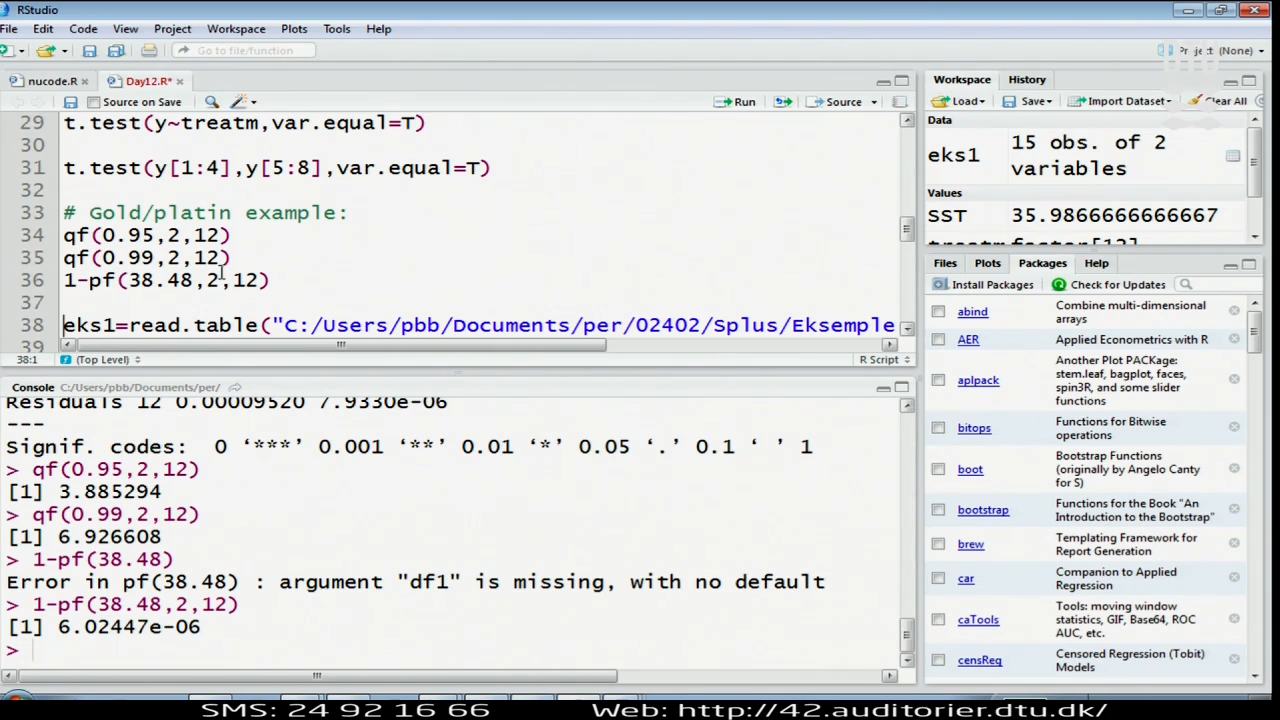 RStudio
File Edit Code View Project Workspace Plots Tools Help
Go to file/function
(None)
nucode.R Day12.R*
Source on Save Run Source
29 t.test(y~treatm,var.equal=T)
30
31 t.test(y[1:4],y[5:8],var.equal=T)
32
33 # Gold/platin example:
34 qf(0.95,2,12)
35 qf(0.99,2,12)
36 1-pf(38.48,2,12)
37
38 eks1=read.table("C:/Users/pbb/Documents/per/02402/Splus/Eksemple
39
38:1 (Top Level) R Script
Console C:/Users/pbb/Documents/per/
Residuals 12 0.00009520 7.9330e-06
---
Signif. codes: 0 ‘***’ 0.001 ‘**’ 0.01 ‘*’ 0.05 ‘.’ 0.1 ‘ ’ 1
> qf(0.95,2,12)
[1] 3.885294
> qf(0.99,2,12)
[1] 6.926608
> 1-pf(38.48)
Error in pf(38.48) : argument "df1" is missing, with no default
> 1-pf(38.48,2,12)
[1] 6.02447e-06
>
Workspace History
Load Save Import Dataset Clear All
Data
eks1 15 obs. of 2
variables
Values
SST 35.9866666666667
Files Plots Packages Help
Install Packages Check for Updates
abind Combine multi-dimensional
arrays
AER Applied Econometrics with R
aplpack Another Plot PACKage:
stem.leaf, bagplot, faces,
spin3R, and some slider
functions
bitops Functions for Bitwise
operations
boot Bootstrap Functions
(originally by Angelo Canty
for S)
bootstrap Functions for the Book "An
Introduction to the Bootstrap"
brew Templating Framework for
Report Generation
car Companion to Applied
Regression
caTools Tools: moving window
statistics, GIF, Base64, ROC
AUC, etc.
censReg Censored Regression (Tobit)
Models
SMS: 24 92 16 66 Web: http://42.auditorier.dtu.dk/